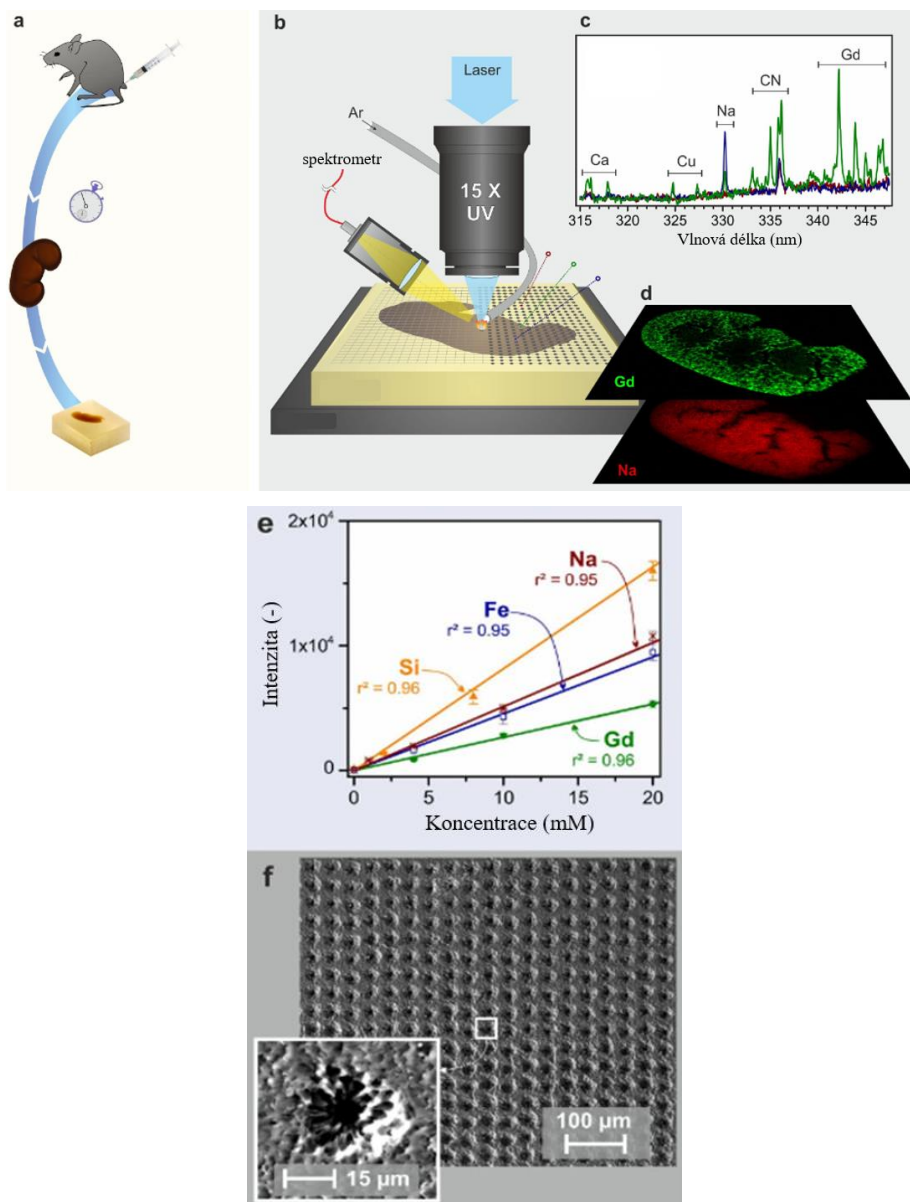 a
b
Laser
Ar
spektrometr
15 X
UV
c
Gd
CN
Na
Ca
Cu
315 320 325 330 335 340 345
Vlnová délka (nm)
d
Gd
Na
e
2x10⁴
1x10⁴
0
Intenzita (-)
Na
r² = 0.95
Fe
r² = 0.95
Si
r² = 0.96
Gd
r² = 0.96
0 5 10 15 20
Koncentrace (mM)
f
100 µm
15 µm